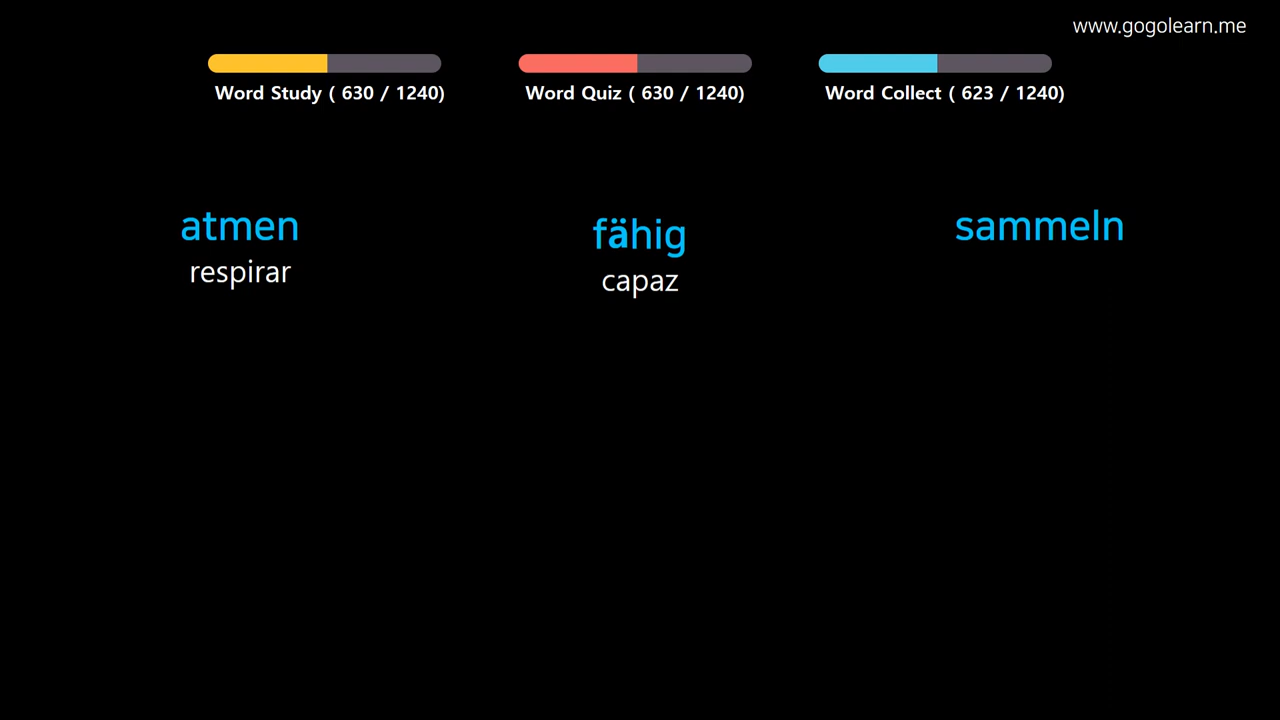 www.gogolearn.me
Word Study ( 630 / 1240)
Word Quiz ( 630 / 1240)
Word Collect ( 623 / 1240)
atmen
respirar
fähig
capaz
sammeln